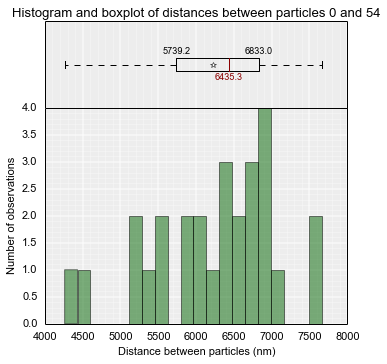 Histogram and boxplot of distances between particles 0 and 54
5739.2 6833.0
6435.3
4.0
3.5
3.0
2.5
2.0
1.5
1.0
0.5
0.0
Number of observations
4000 4500 5000 5500 6000 6500 7000 7500 8000
Distance between particles (nm)